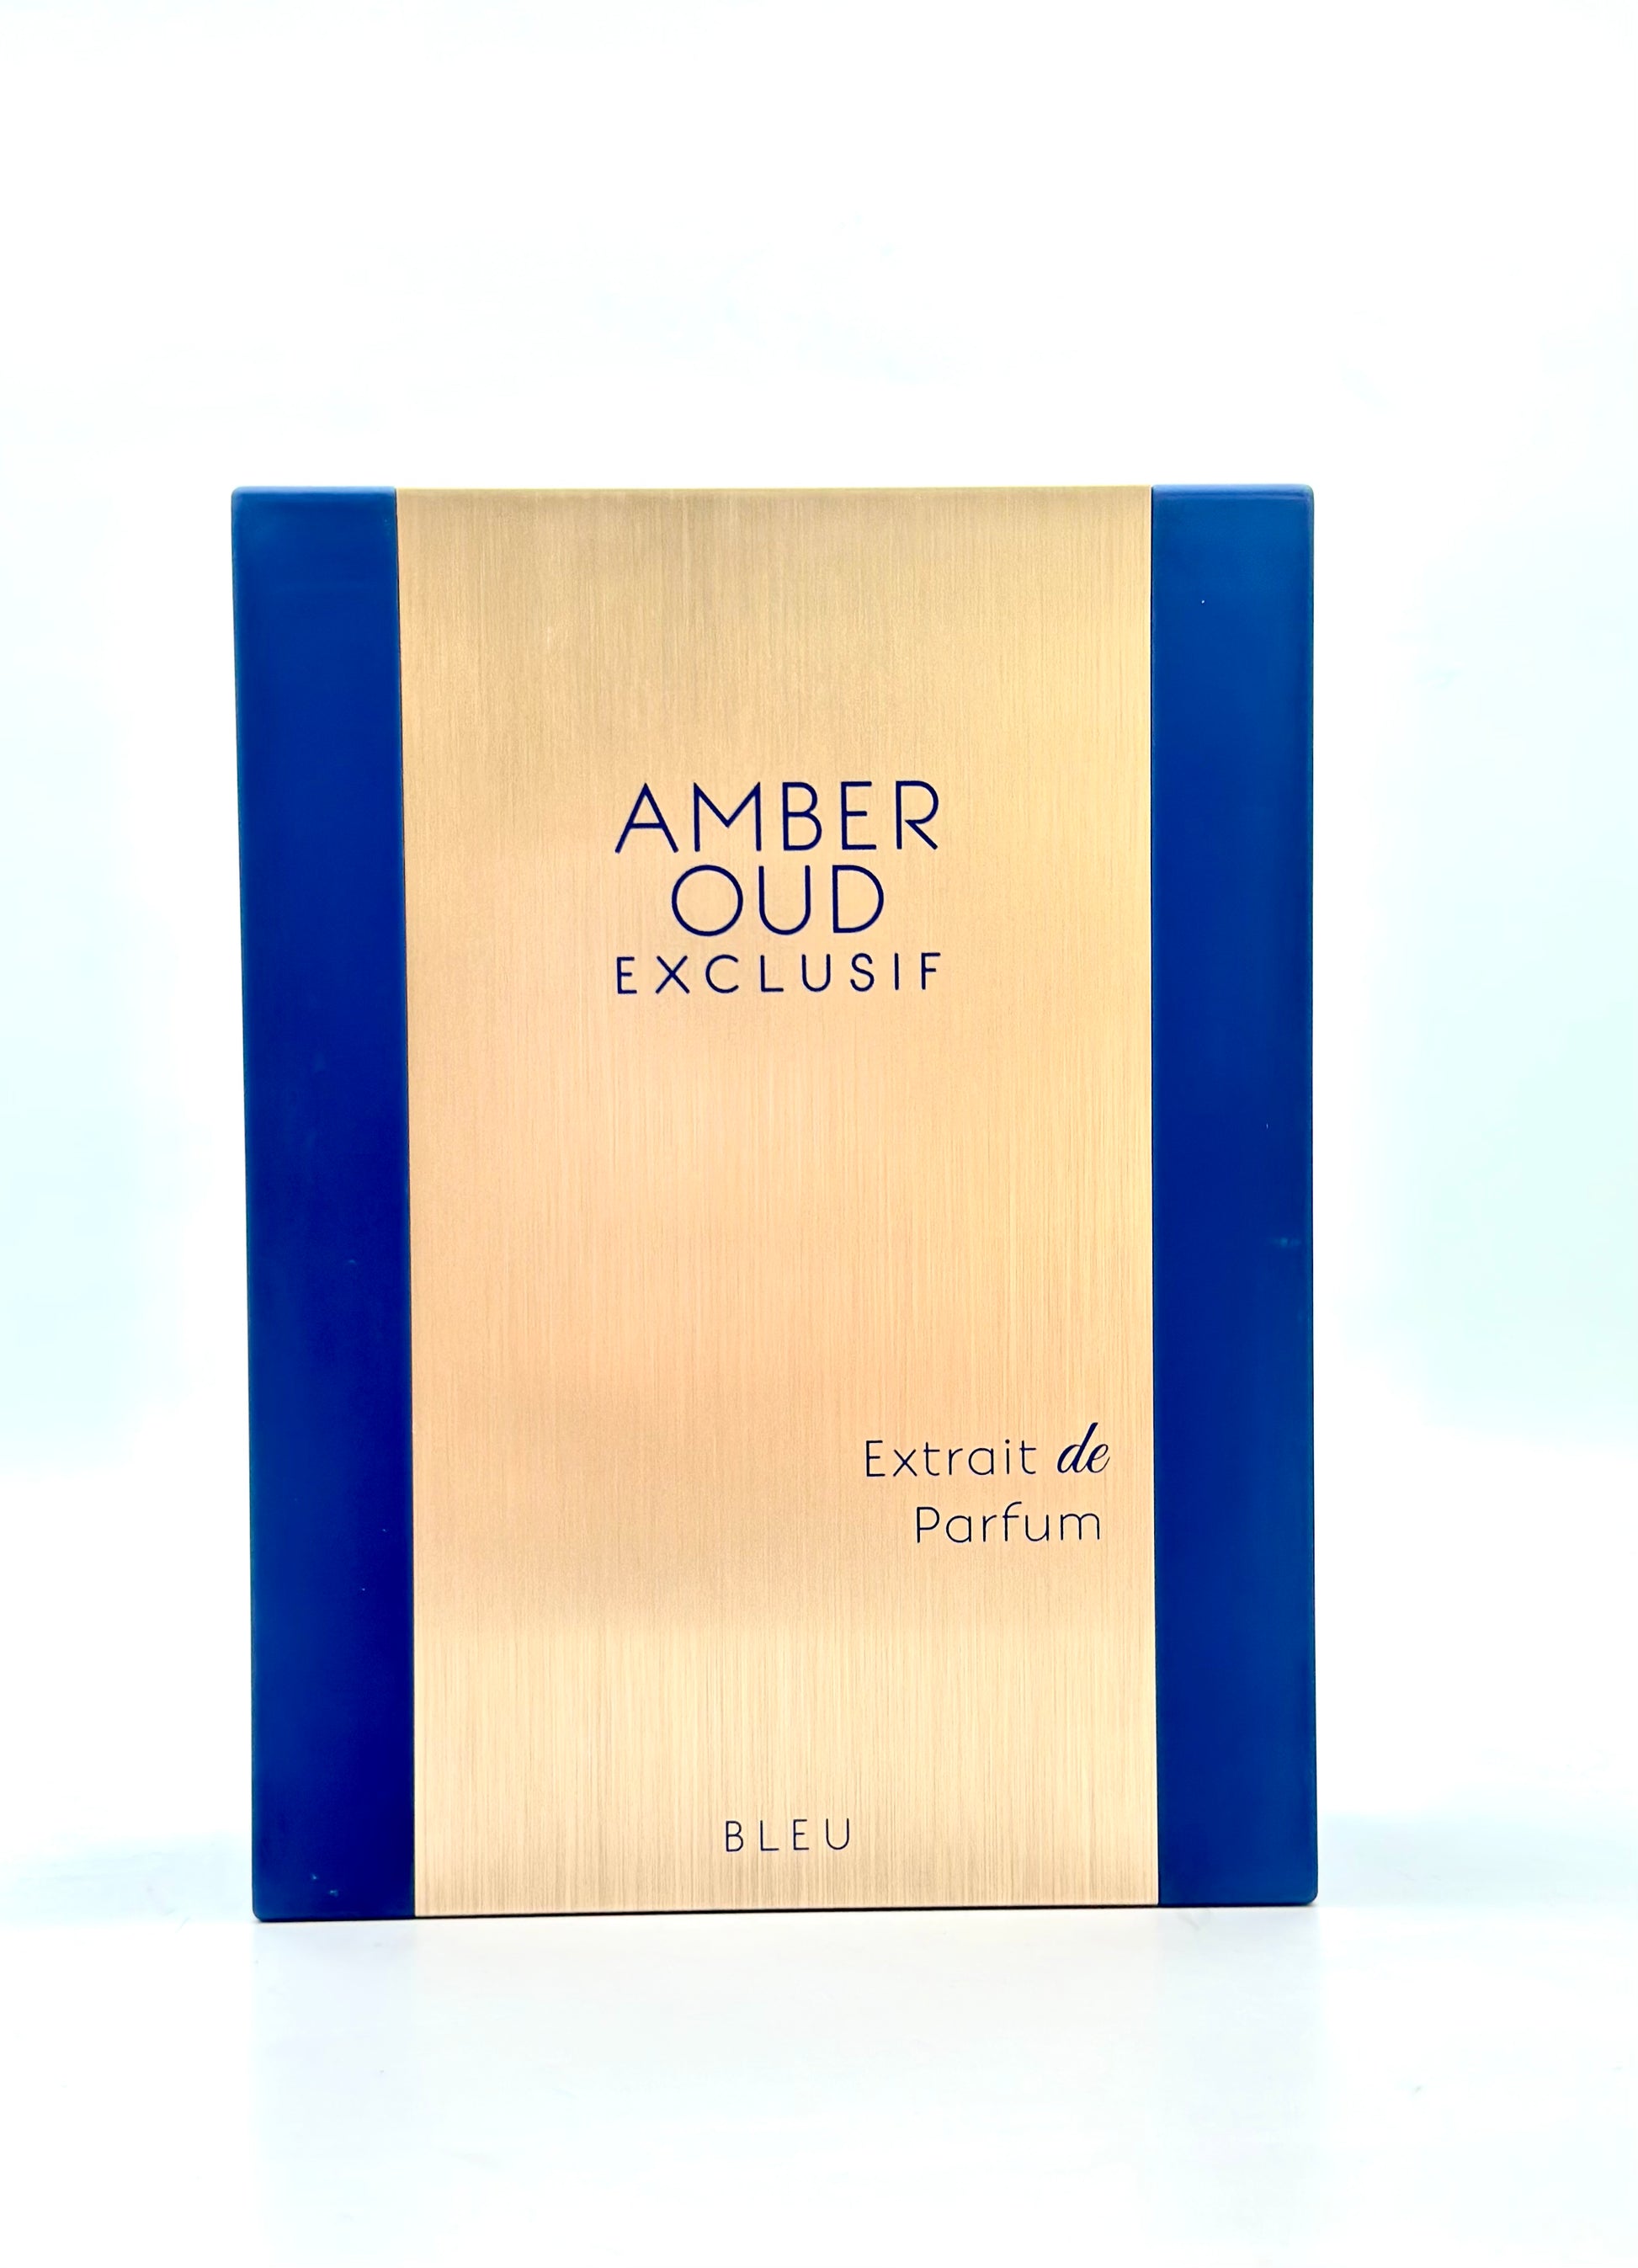 AMBER
OUD
EXCLUSIF
Extrait de
Parfum
BLEU